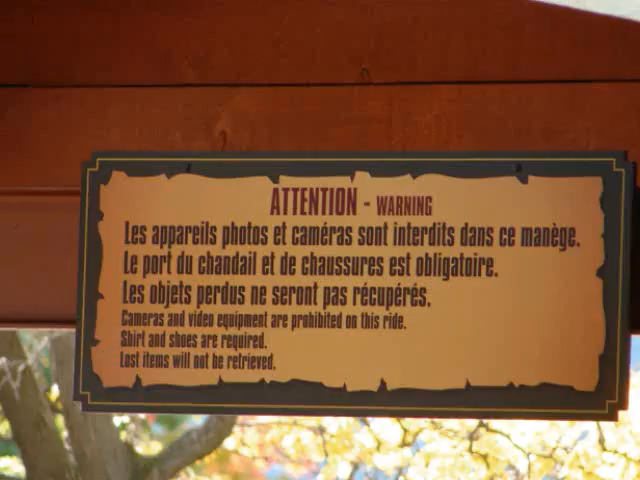 ATTENTION - WARNING
Les appareils photos et caméras sont interdits dans ce manège.
Le port du chandail et de chaussures est obligatoire.
Les objets perdus ne seront pas récupérés.
Cameras and video equipment are prohibited on this ride.
Shirt and shoes are required.
Lost items will not be retrieved.